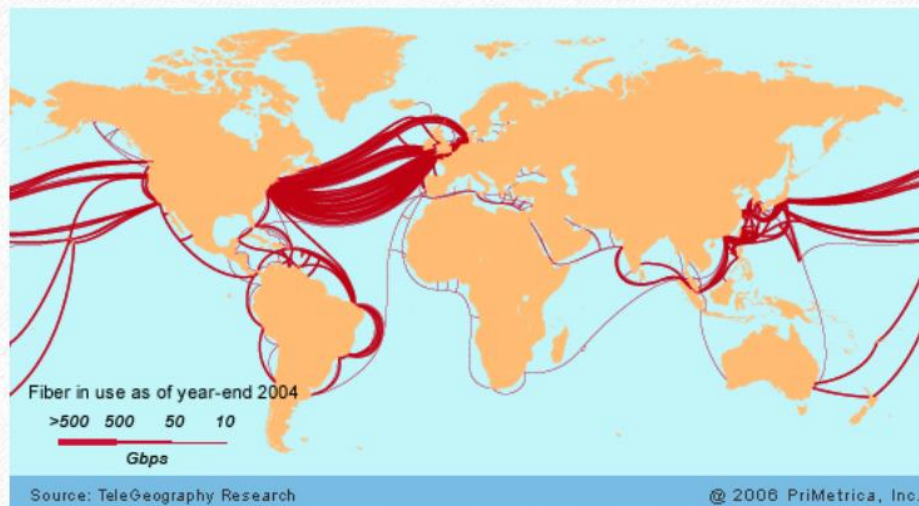 Fiber in use as of year-end 2004
>500 500 50 10
Gbps
Source: TeleGeography Research
@ 2006 PriMetrica, Inc.